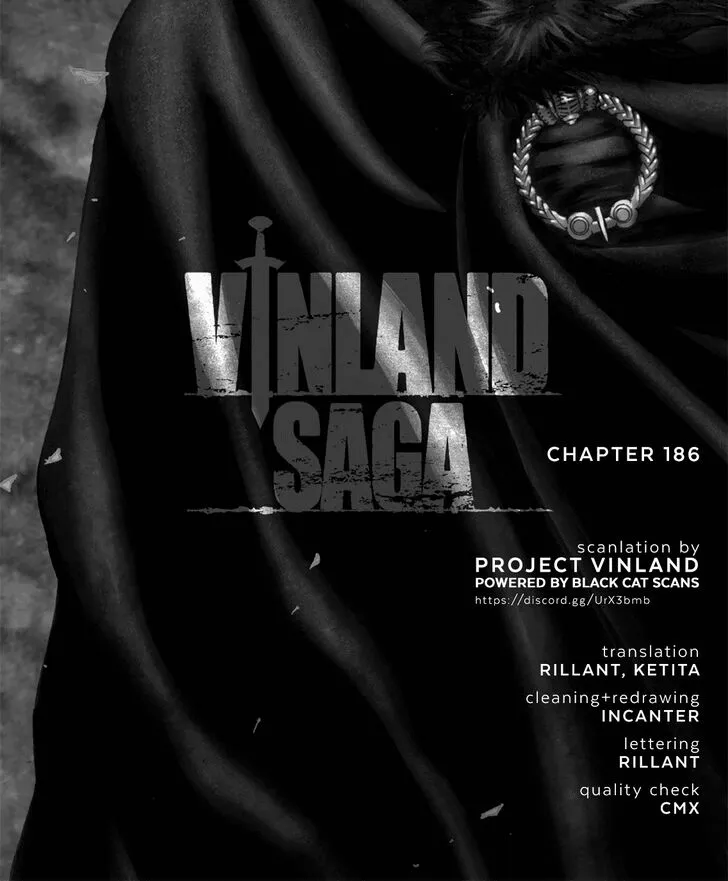 VINLAND
SAGA
CHAPTER 186
scanlation by
PROJECT VINLAND
POWERED BY BLACK CAT SCANS
https://discord.gg/UrX3bmb
translation
RILLANT, KETITA
cleaning+redrawing
INCANTER
lettering
RILLANT
quality check
CMX